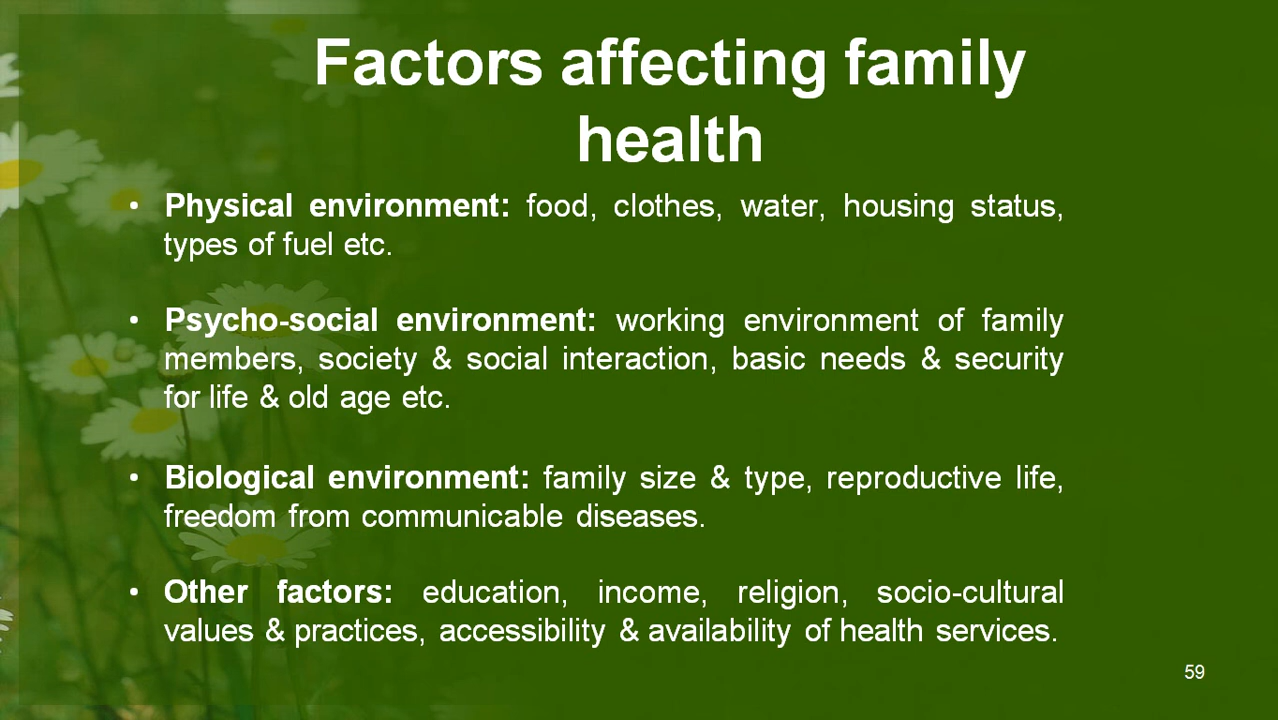 Factors affecting family
health
• Physical environment: food, clothes, water, housing status,
types of fuel etc.
• Psycho-social environment: working environment of family
members, society & social interaction, basic needs & security
for life & old age etc.
• Biological environment: family size & type, reproductive life,
freedom from communicable diseases.
• Other factors: education, income, religion, socio-cultural
values & practices, accessibility & availability of health services.
59